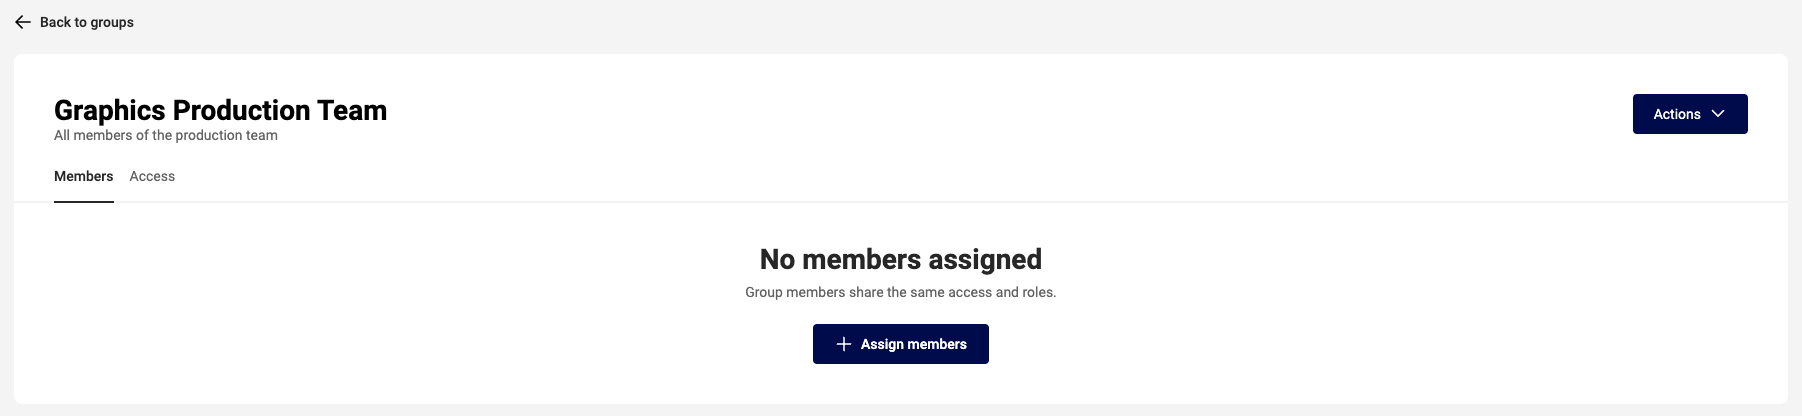 Back to groups
Graphics Production Team
Actions
All members of the production team
Members Access
No members assigned
Group members share the same access and roles.
Assign members